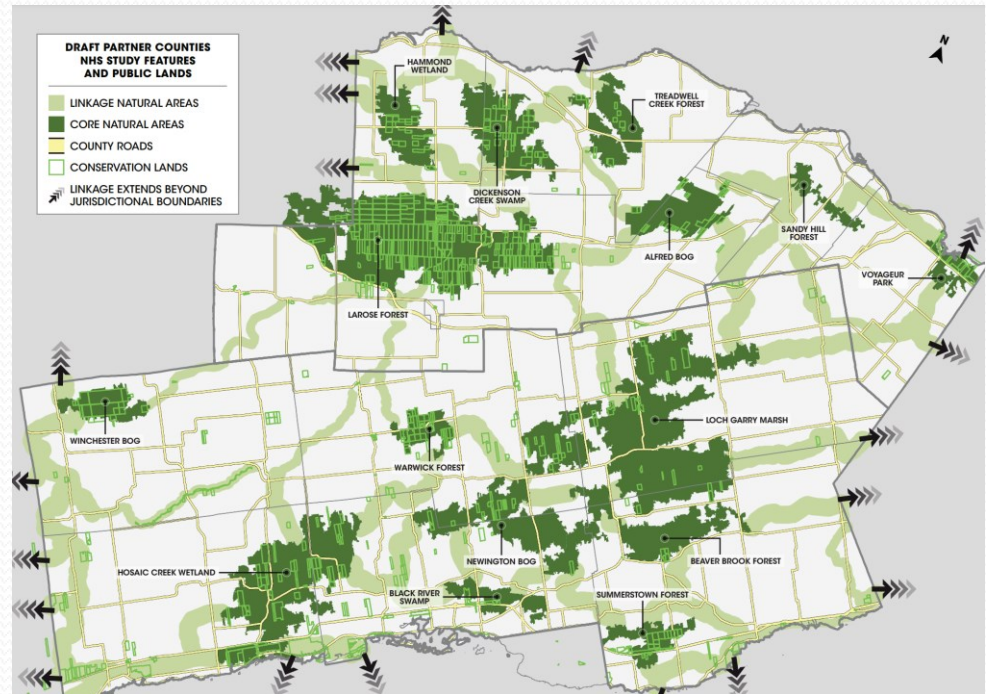 DRAFT PARTNER COUNTIES
NHS STUDY FEATURES
AND PUBLIC LANDS
LINKAGE NATURAL AREAS
CORE NATURAL AREAS
COUNTY ROADS
CONSERVATION LANDS
LINKAGE EXTENDS BEYOND
JURISDICTIONAL BOUNDARIES
N
HAMMOND
WETLAND
TREADWELL
CREEK FOREST
DICKENSON
CREEK SWAMP
SANDY HILL
FOREST
ALFRED BOG
VOYAGEUR
PARK
LAROSE FOREST
LOCH GARRY MARSH
WINCHESTER BOG
WARWICK FOREST
NEWINGTON BOG
BEAVER BROOK FOREST
HOSAIC CREEK WETLAND
BLACK RIVER
SWAMP
SUMMERSTOWN FOREST